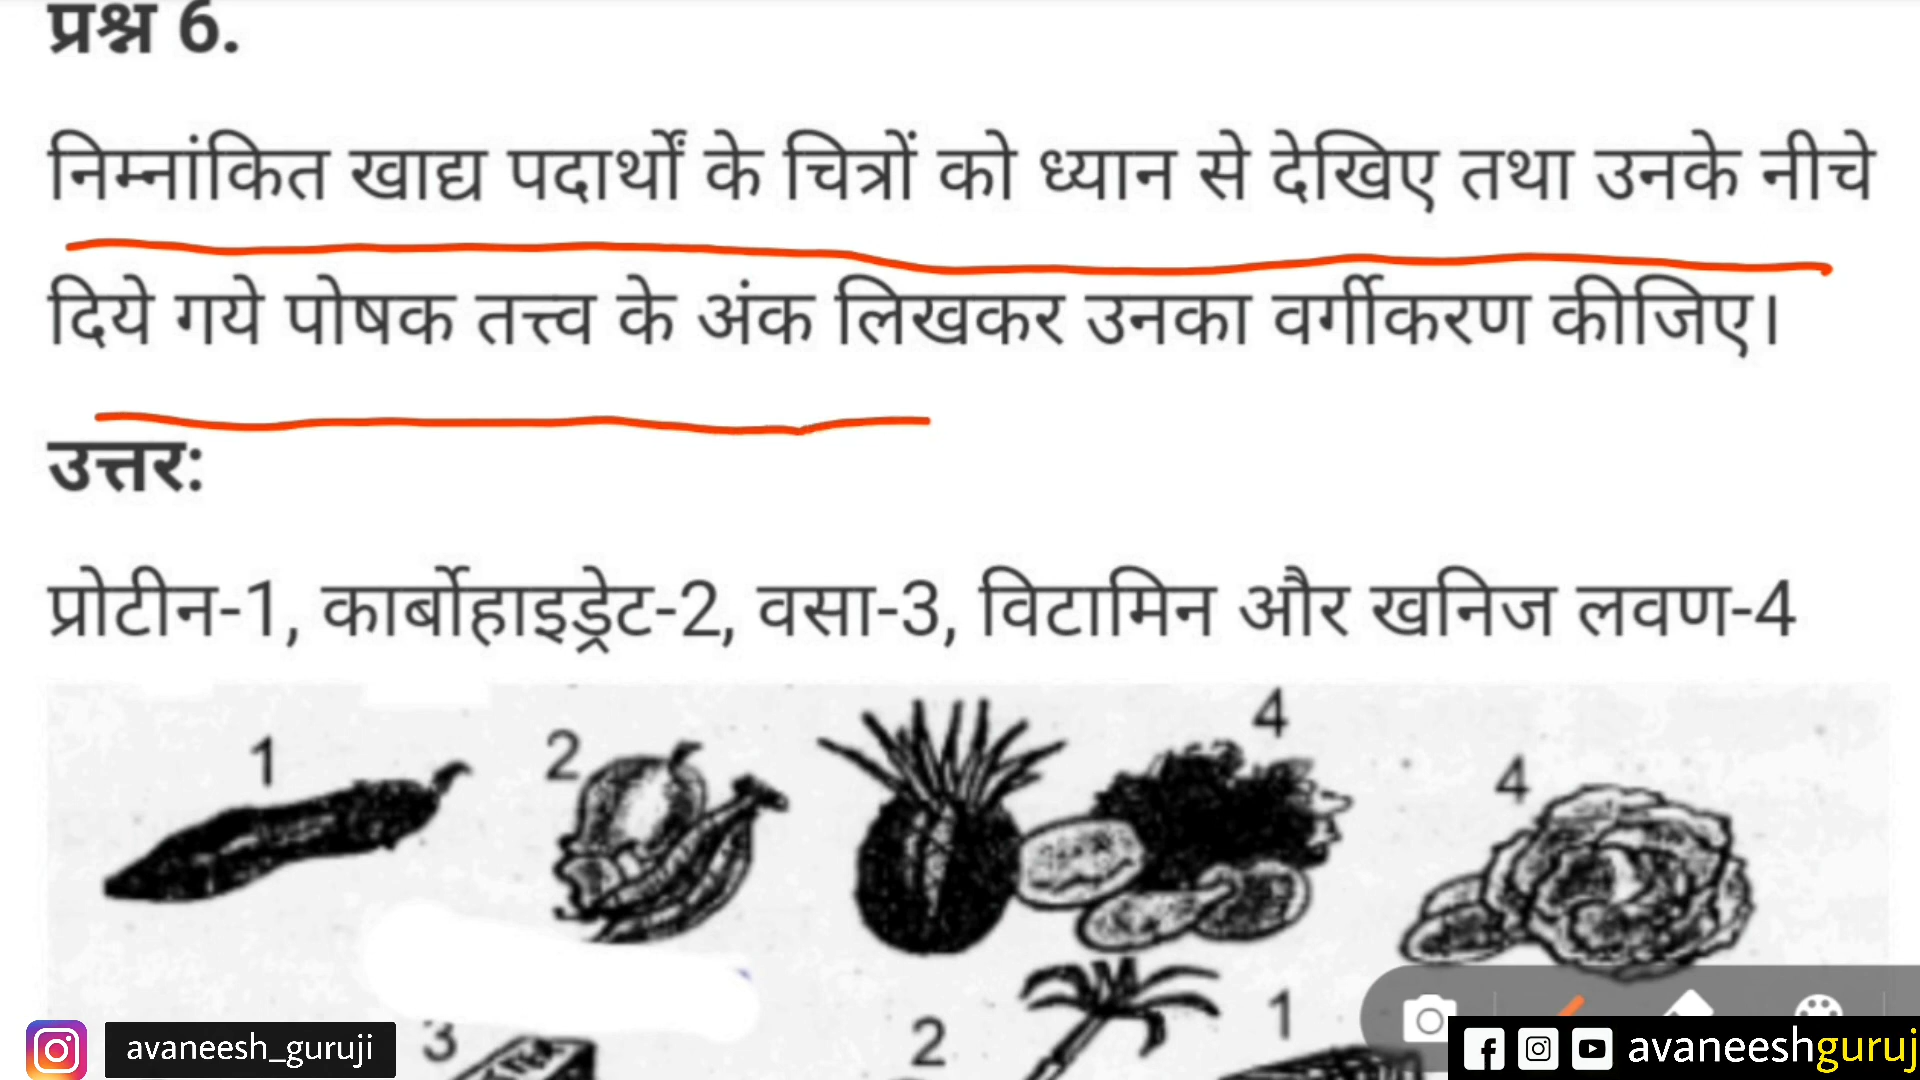 प्रश्न 6.
निम्नांकित खाद्य पदार्थों के चित्रों को ध्यान से देखिए तथा उनके नीचे
दिये गये पोषक तत्त्व के अंक लिखकर उनका वर्गीकरण कीजिए।
उत्तर:
प्रोटीन-1, कार्बोहाइड्रेट-2, वसा-3, विटामिन और खनिज लवण-4
1
2
4
4
3
2
1
avaneesh_guruji
avaneeshguruj